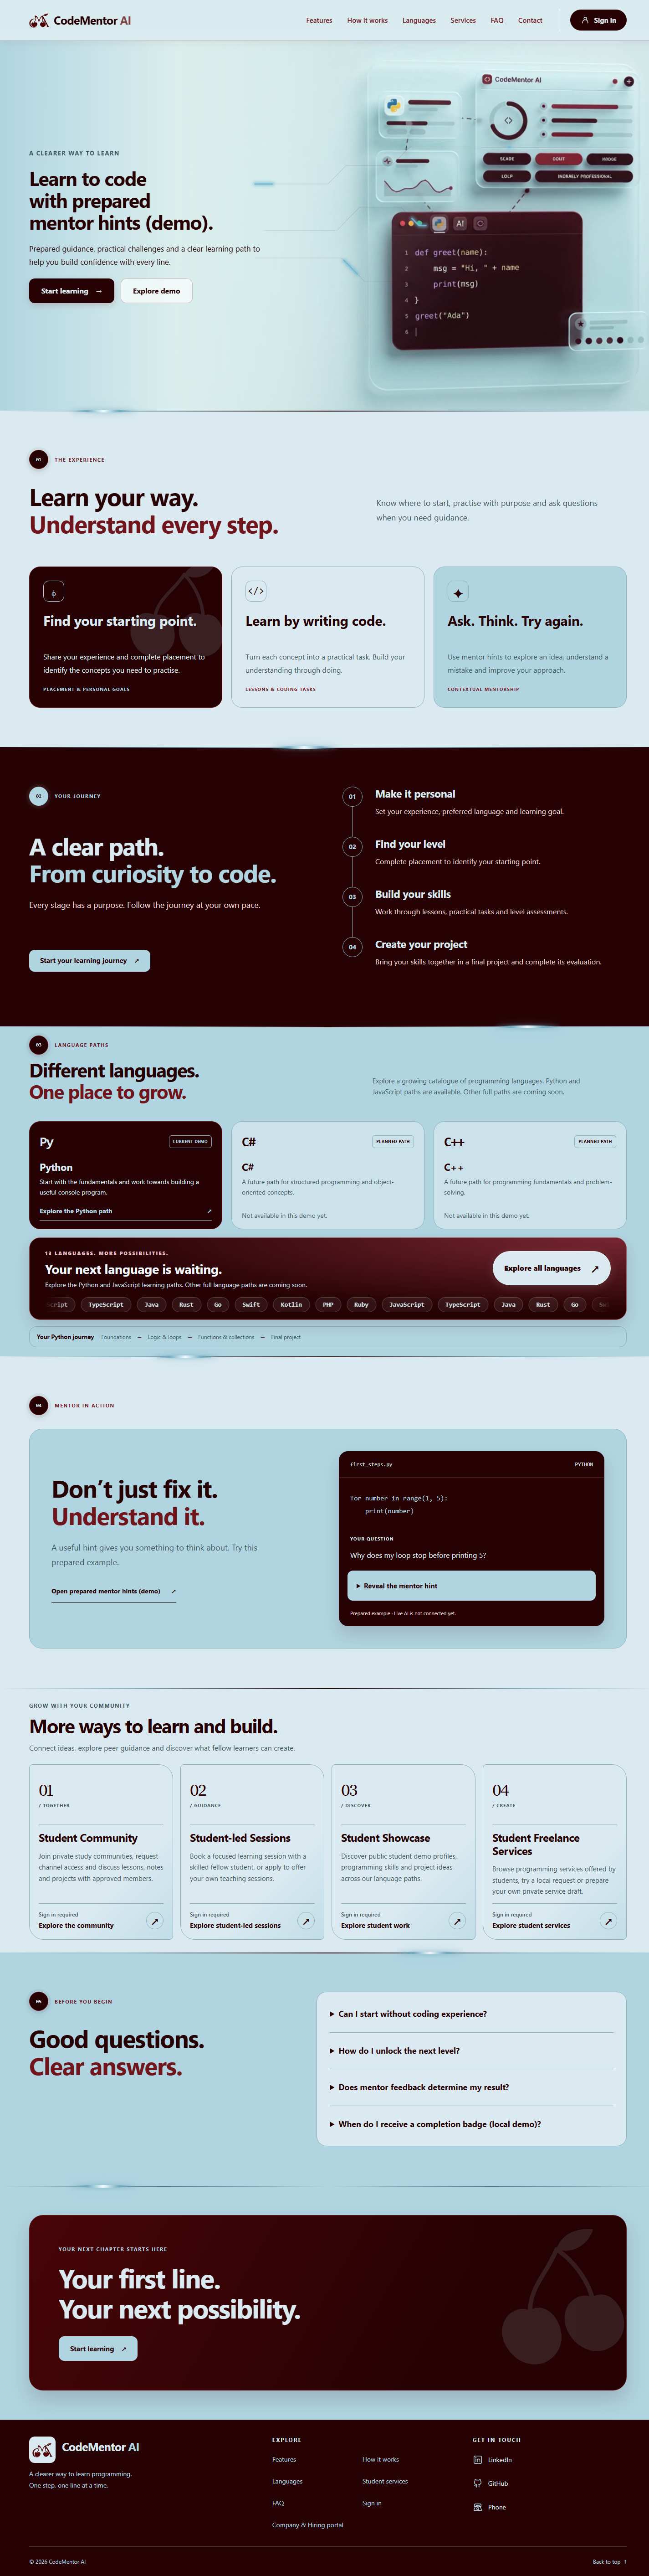 CodeMentor AI
Features
How it works
Languages
Services
FAQ
Contact
Sign in
A CLEARER WAY TO LEARN
Learn to code
with prepared
mentor hints (demo).
Prepared guidance, practical challenges and a clear learning path to
help you build confidence with every line.
Start learning →
Explore demo
CodeMentor AI
LOLP
AI
1 def greet(name):
2 msg = "Hi, " + name
3 print(msg)
4 }
5 greet("Ada")
6
01
THE EXPERIENCE
Learn your way.
Understand every step.
Know where to start, practise with purpose and ask questions
when you need guidance.
Find your starting point.
Share your experience and complete placement to
identify the concepts you need to practise.
PLACEMENT & PERSONAL GOALS
</>
Learn by writing code.
Turn each concept into a practical task. Build your
understanding through doing.
LESSONS & CODING TASKS
Ask. Think. Try again.
Use mentor hints to explore an idea, understand a
mistake and improve your approach.
CONTEXTUAL MENTORSHIP
02
YOUR JOURNEY
A clear path.
From curiosity to code.
Every stage has a purpose. Follow the journey at your own pace.
Start your learning journey ↗
01
Make it personal
Set your experience, preferred language and learning goal.
02
Find your level
Complete placement to identify your starting point.
03
Build your skills
Work through lessons, practical tasks and level assessments.
04
Create your project
Bring your skills together in a final project and complete its evaluation.
03
LANGUAGE PATHS
Different languages.
One place to grow.
Explore a growing catalogue of programming languages. Python and
JavaScript paths are available. Other full paths are coming soon.
Py
CURRENT DEMO
Python
Start with the fundamentals and work towards building a
useful console program.
Explore the Python path ↗
C#
PLANNED PATH
C#
A future path for structured programming and object-
oriented concepts.
Not available in this demo yet.
C++
PLANNED PATH
C++
A future path for programming fundamentals and problem-
solving.
Not available in this demo yet.
13 LANGUAGES. MORE POSSIBILITIES.
Your next language is waiting.
Explore the Python and JavaScript learning paths. Other full language paths are coming soon.
Explore all languages ↗
cript TypeScript Java Rust Go Swift Kotlin PHP Ruby JavaScript TypeScript Java Rust Go
Your Python journey Foundations → Logic & loops → Functions & collections → Final project
04
MENTOR IN ACTION
Don’t just fix it.
Understand it.
A useful hint gives you something to think about. Try this
prepared example.
Open prepared mentor hints (demo) ↗
first_steps.py
PYTHON
for number in range(1, 5):
print(number)
YOUR QUESTION
Why does my loop stop before printing 5?
▶ Reveal the mentor hint
Prepared example · Live AI is not connected yet.
GROW WITH YOUR COMMUNITY
More ways to learn and build.
Connect ideas, explore peer guidance and discover what fellow learners can create.
01
/ TOGETHER
Student Community
Join private study communities, request
channel access and discuss lessons, notes
and projects with approved members.
Sign in required
Explore the community
↗
02
/ GUIDANCE
Student-led Sessions
Book a focused learning session with a
skilled fellow student, or apply to offer
your own teaching sessions.
Sign in required
Explore student-led sessions
↗
03
/ DISCOVER
Student Showcase
Discover public student demo profiles,
programming skills and project ideas
across our language paths.
Sign in required
Explore student work
↗
04
/ CREATE
Student Freelance
Services
Browse programming services offered by
students, try a local request or prepare
your own private service draft.
Sign in required
Explore student services
↗
05
BEFORE YOU BEGIN
Good questions.
Clear answers.
▶ Can I start without coding experience?
▶ How do I unlock the next level?
▶ Does mentor feedback determine my result?
▶ When do I receive a completion badge (local demo)?
YOUR NEXT CHAPTER STARTS HERE
Your first line.
Your next possibility.
Start learning ↗
CodeMentor AI
A clearer way to learn programming.
One step, one line at a time.
EXPLORE
Features
How it works
Languages
Student services
FAQ
Sign in
Company & Hiring portal
GET IN TOUCH
LinkedIn
GitHub
Phone
© 2026 CodeMentor AI
Back to top ↑